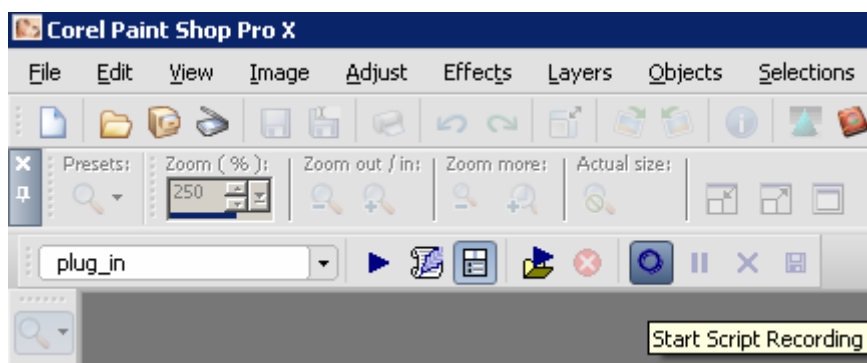 Corel Paint Shop Pro X
File Edit View Image Adjust Effects Layers Objects Selections
Presets: Zoom ( % ): Zoom out / in: Zoom more: Actual size:
250
plug_in
Start Script Recording